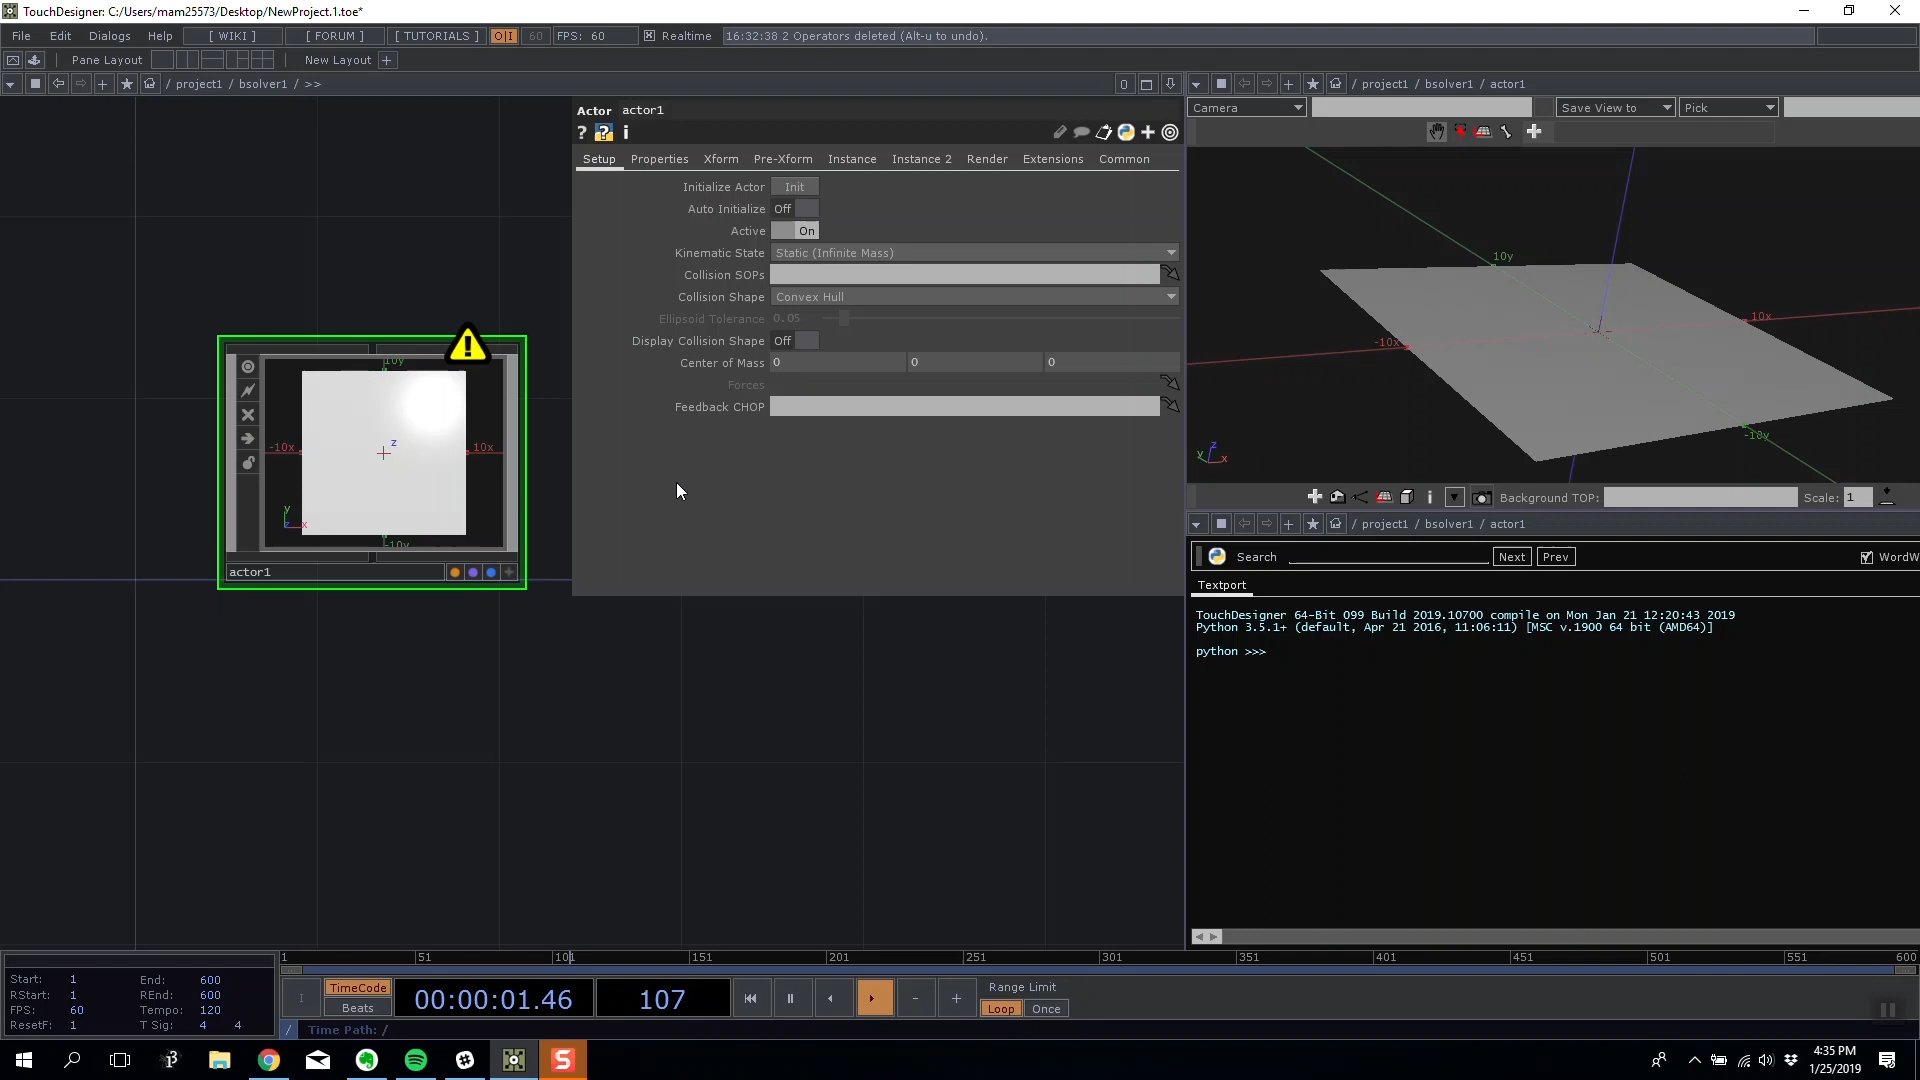 TouchDesigner: C:/Users/mam25573/Desktop/NewProject.1.toe*
File Edit Dialogs Help [ WIKI ] [ FORUM ] [ TUTORIALS ] O|I 60 FPS: 60 Realtime 16:32:38 2 Operators deleted (Alt-u to undo).
Pane Layout New Layout +
/ project1 / bsolver1 / >>
0
/ project1 / bsolver1 / actor1
Actor actor1
Camera Save View to Pick
? ? i
Setup Properties Xform Pre-Xform Instance Instance 2 Render Extensions Common
Initialize Actor Init
Auto Initialize Off
Active On
Kinematic State Static (Infinite Mass)
Collision SOPs
Collision Shape Convex Hull
Ellipsoid Tolerance 0.05
Display Collision Shape Off
Center of Mass 0 0 0
Forces
Feedback CHOP
10y
-10x 10x
z
y x
-10y
actor1
10y
10x
-10x
-10y
z
y x
i Background TOP: Scale: 1
/ project1 / bsolver1 / actor1
Search Next Prev WordW
Textport
TouchDesigner 64-Bit 099 Build 2019.10700 compile on Mon Jan 21 12:20:43 2019
Python 3.5.1+ (default, Apr 21 2016, 11:06:11) [MSC v.1900 64 bit (AMD64)]
python >>>
1 51 101 151 201 251 301 351 401 451 501 551 600
Start: 1 End: 600
RStart: 1 REnd: 600
FPS: 60 Tempo: 120
ResetF: 1 T Sig: 4 4
I TimeCode
Beats
00:00:01.46 107
- +
Range Limit
Loop Once
/ Time Path: /
4:35 PM
1/25/2019